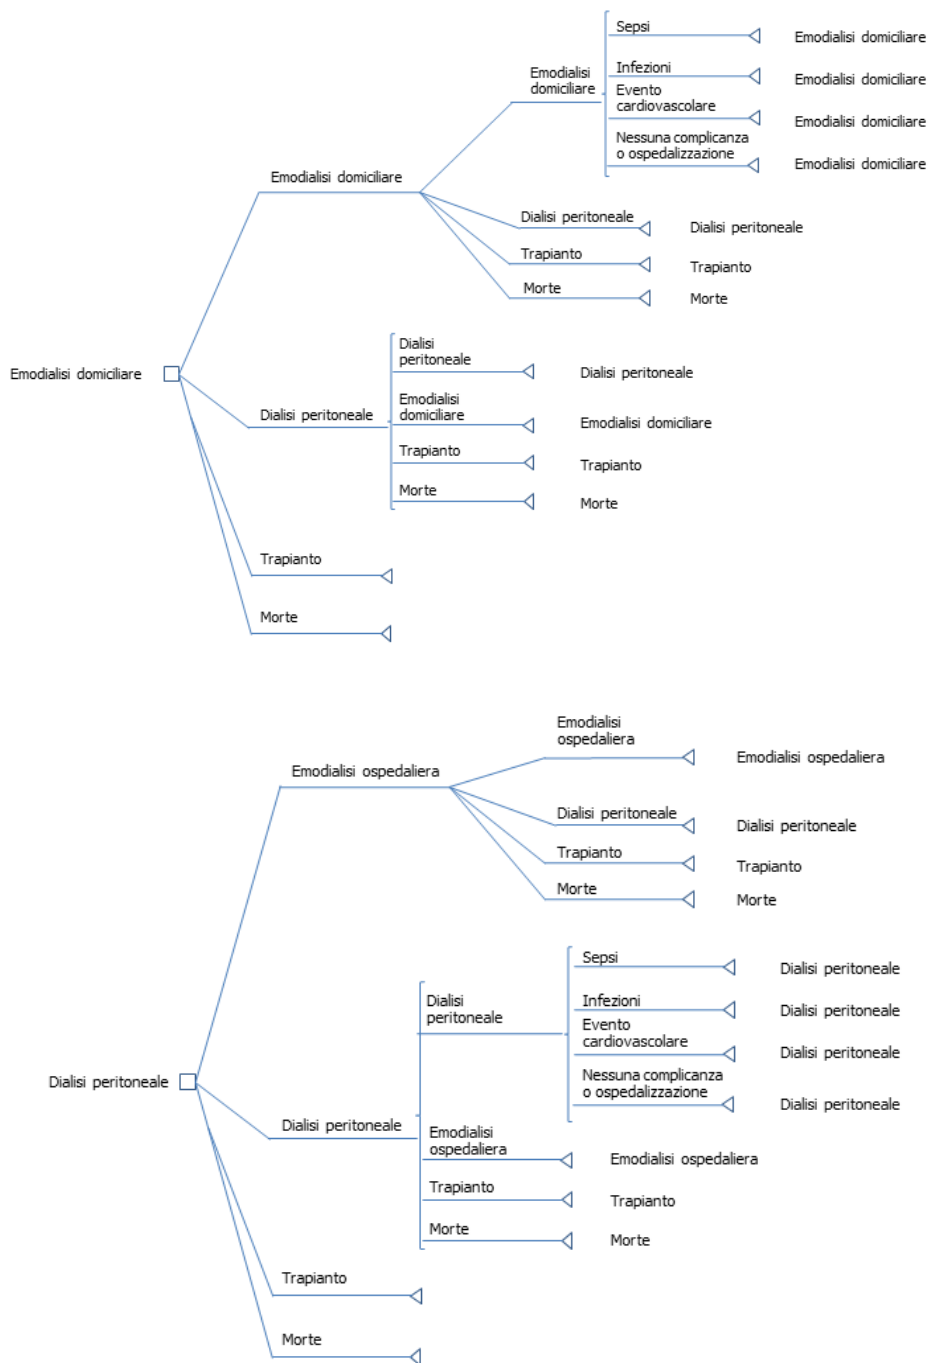 Sepsi
Emodialisi domiciliare
Emodialisi
domiciliare
Infezioni
Emodialisi domiciliare
Evento
cardiovascolare
Emodialisi domiciliare
Nessuna complicanza
o ospedalizzazione
Emodialisi domiciliare
Emodialisi domiciliare
Dialisi peritoneale
Dialisi peritoneale
Trapianto
Trapianto
Morte
Morte
Emodialisi domiciliare
Dialisi
peritoneale
Dialisi peritoneale
Dialisi peritoneale
Emodialisi
domiciliare
Emodialisi domiciliare
Trapianto
Trapianto
Morte
Morte
Trapianto
Morte
Emodialisi
ospedaliera
Emodialisi ospedaliera
Emodialisi ospedaliera
Dialisi peritoneale
Dialisi peritoneale
Trapianto
Trapianto
Morte
Morte
Sepsi
Dialisi peritoneale
Dialisi
peritoneale
Infezioni
Dialisi peritoneale
Evento
cardiovascolare
Dialisi peritoneale
Nessuna complicanza
o ospedalizzazione
Dialisi peritoneale
Dialisi peritoneale
Dialisi peritoneale
Emodialisi
ospedaliera
Emodialisi ospedaliera
Trapianto
Trapianto
Morte
Morte
Trapianto
Morte